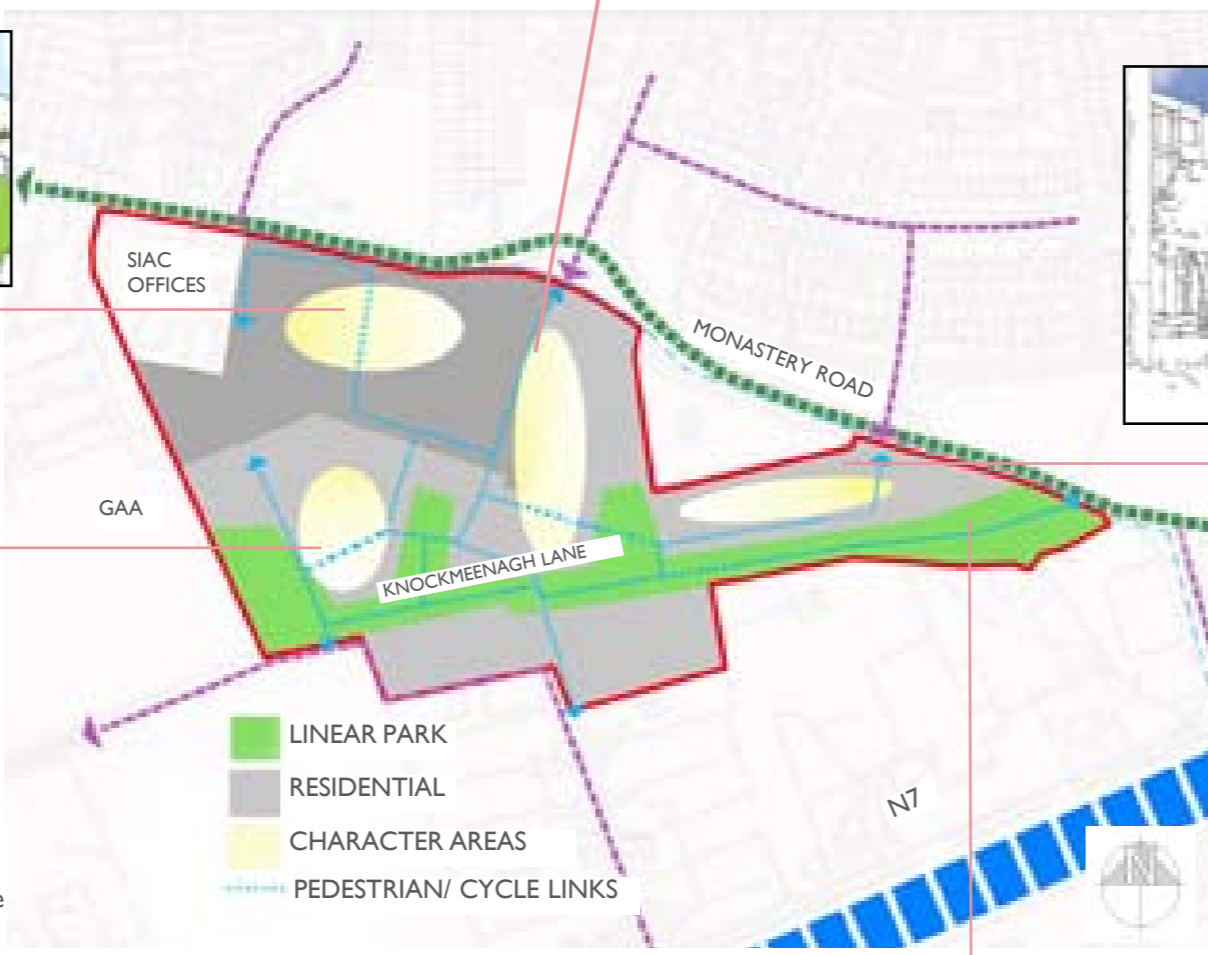 SIAC
OFFICES
MONASTERY ROAD
GAA
KNOCKMEENAGH LANE
LINEAR PARK
RESIDENTIAL
CHARACTER AREAS
PEDESTRIAN/ CYCLE LINKS
N7
N
e